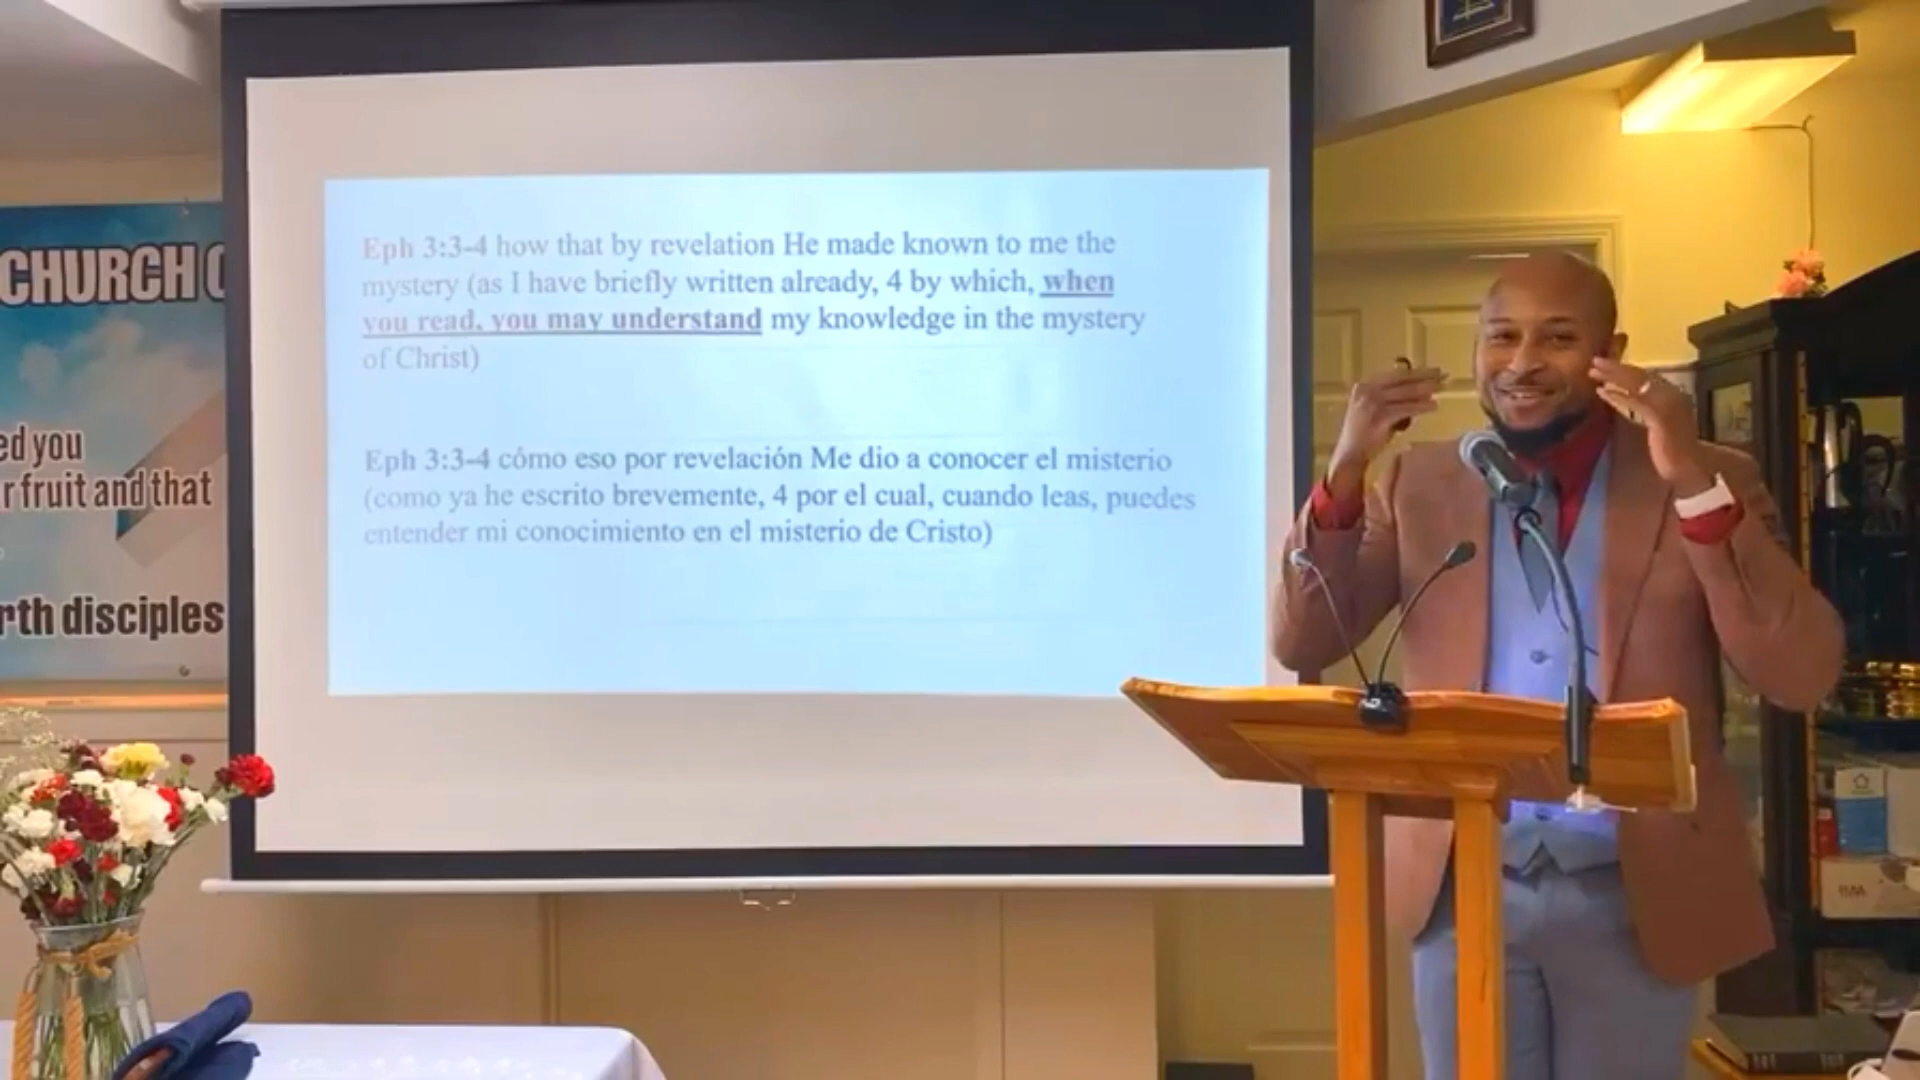 CHURCH
ed you
r fruit and that
rth disciples
Eph 3:3-4 how that by revelation He made known to me the
mystery (as I have briefly written already, 4 by which, when
you read, you may understand my knowledge in the mystery
of Christ)
Eph 3:3-4 cómo eso por revelación Me dio a conocer el misterio
(como ya he escrito brevemente, 4 por el cual, cuando leas, puedes
entender mi conocimiento en el misterio de Cristo)